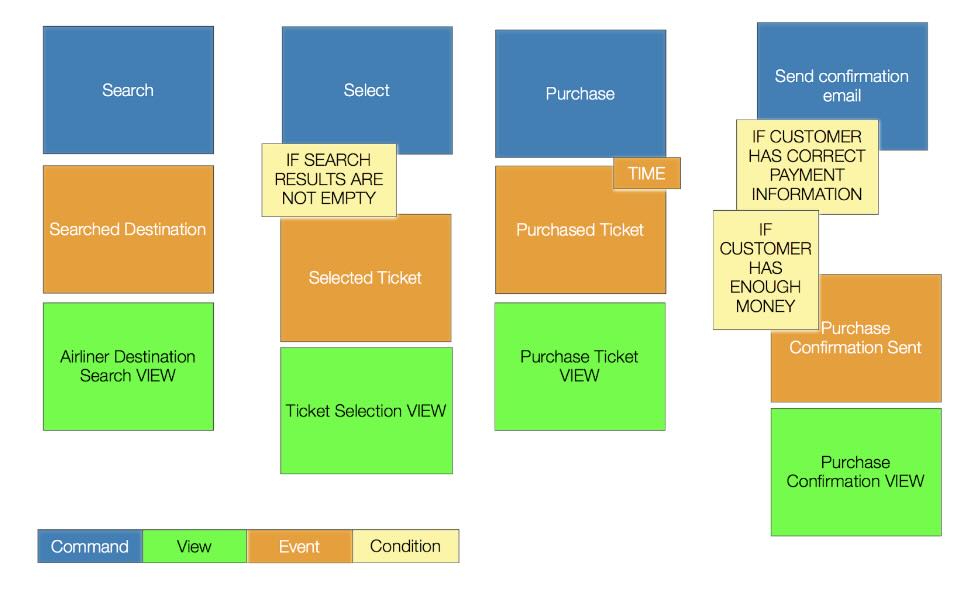 Search
Searched Destination
Airliner Destination
Search VIEW
Select
IF SEARCH
RESULTS ARE
NOT EMPTY
Selected Ticket
Ticket Selection VIEW
Purchase
TIME
Purchased Ticket
Purchase Ticket
VIEW
Send confirmation
email
IF CUSTOMER
HAS CORRECT
PAYMENT
INFORMATION
IF
CUSTOMER
HAS
ENOUGH
MONEY
Purchase
Confirmation Sent
Purchase
Confirmation VIEW
Command
View
Event
Condition